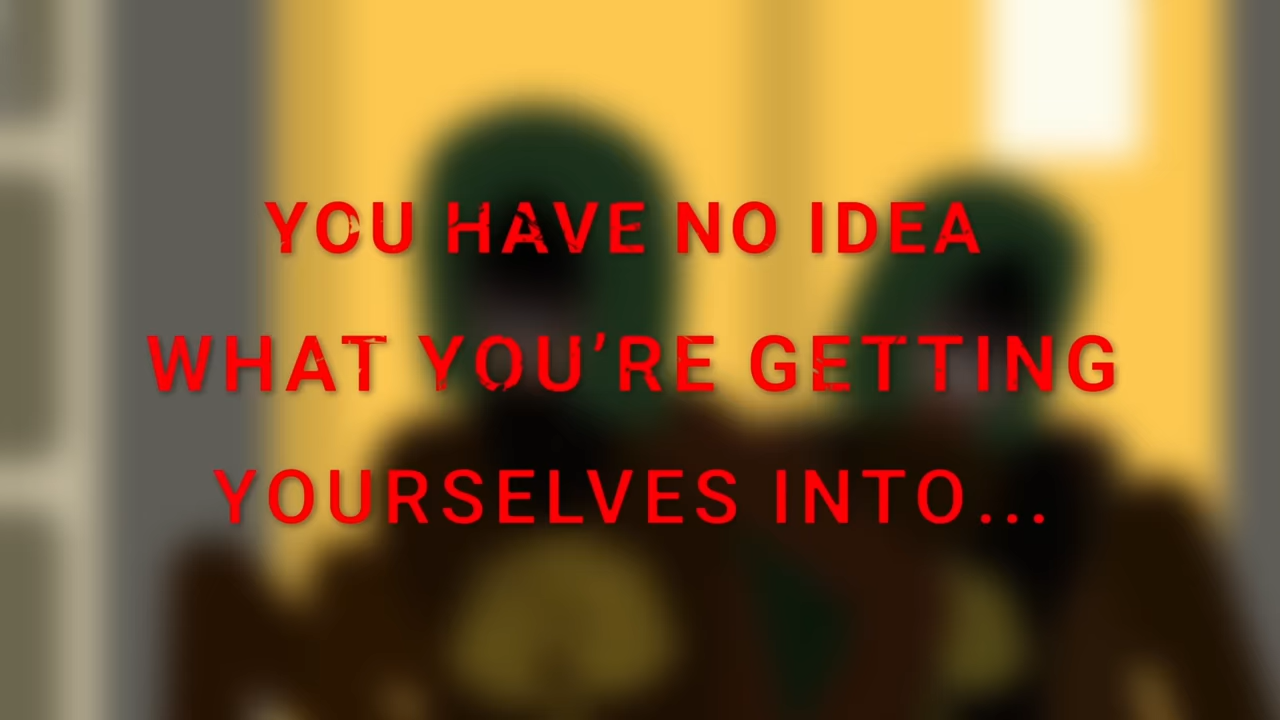 YOU HAVE NO IDEA
WHAT YOU’RE GETTING
YOURSELVES INTO...